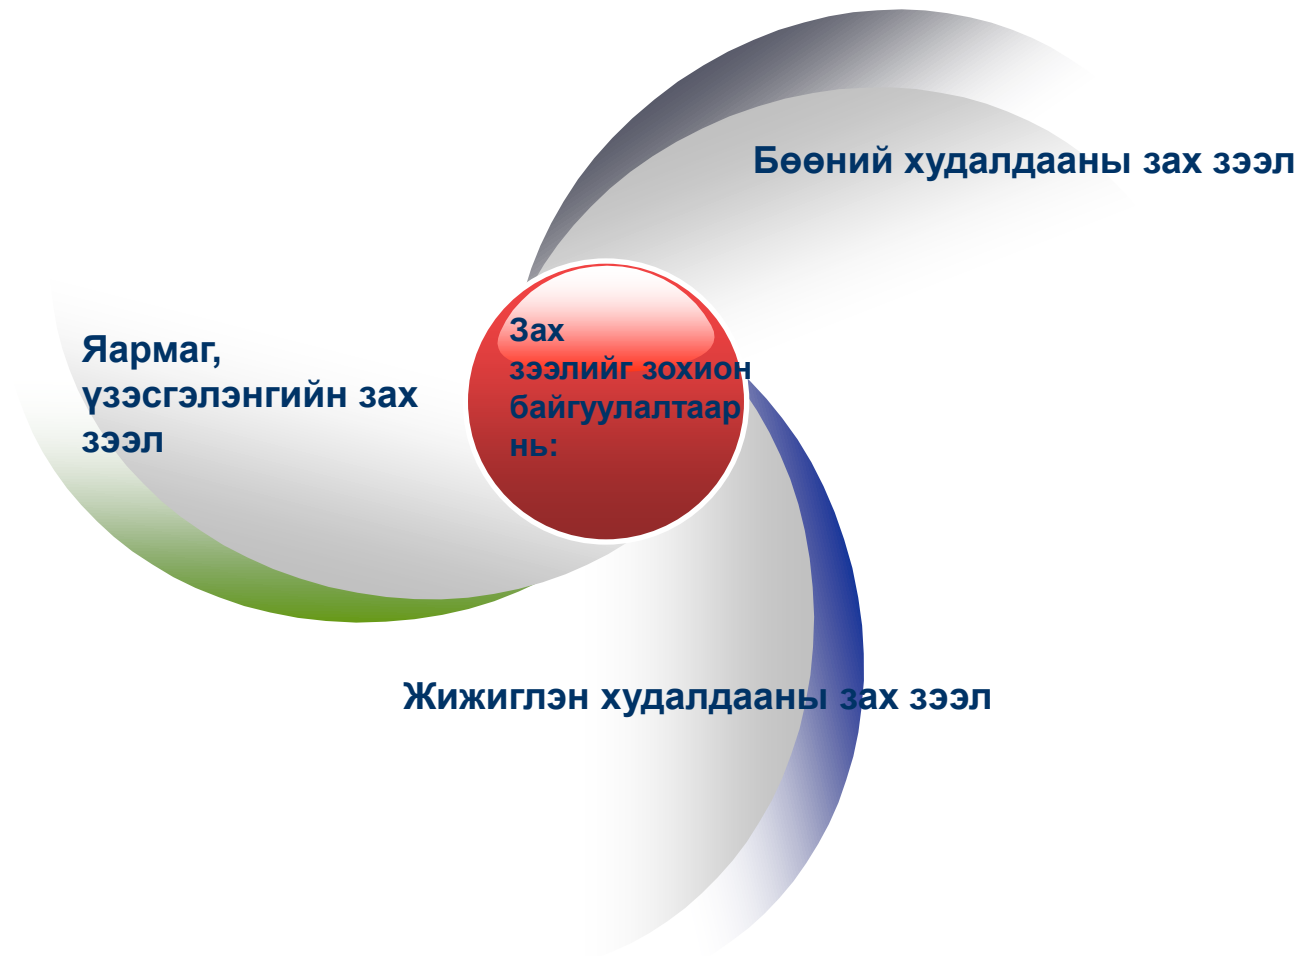 Бөөний худалдааны зах зээл
Зах
зээлийг зохион
байгуулалтаар
нь:
Яармаг,
үзэсгэлэнгийн зах
зээл
Жижиглэн худалдааны зах зээл